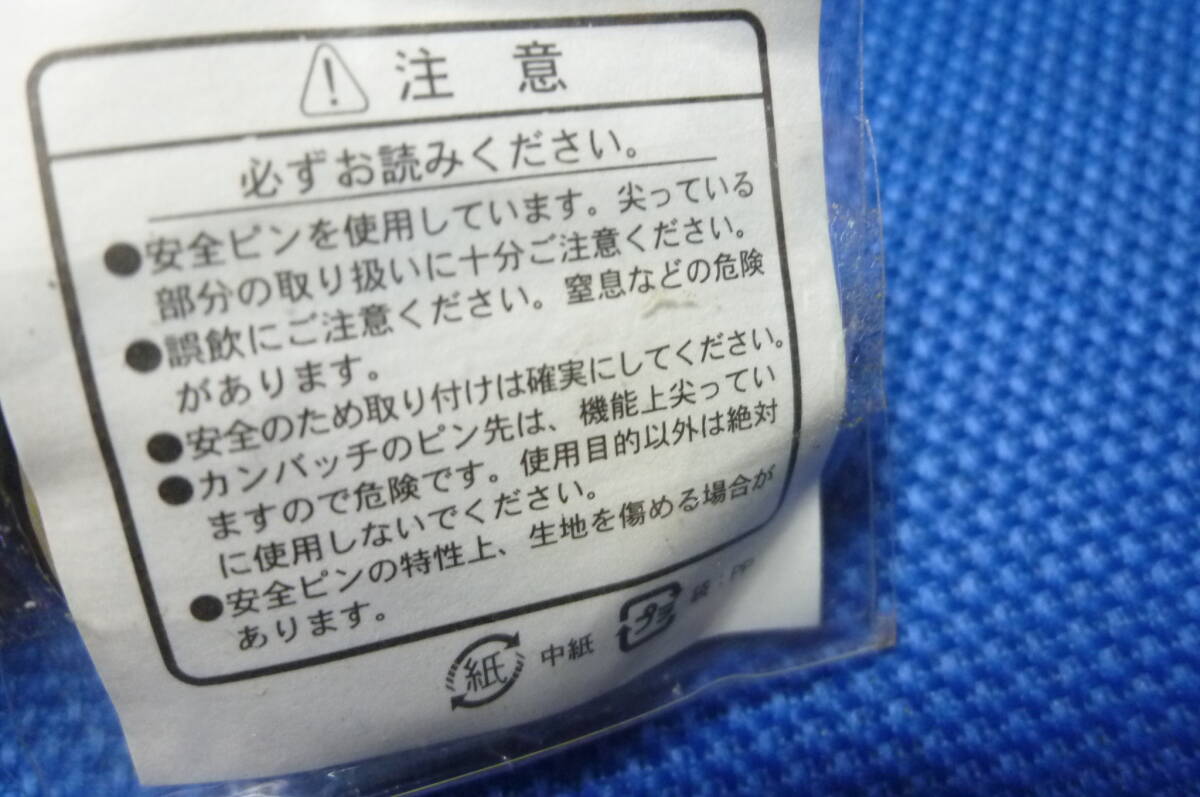 注 意
必ずお読みください。
●安全ピンを使用しています。尖っている
部分の取り扱いに十分ご注意ください。
●誤飲にご注意ください。窒息などの危険
があります。
●安全のため取り付けは確実にしてください。
●カンバッチのピン先は、機能上尖ってい
ますので危険です。使用目的以外は絶対
に使用しないでください。
●安全ピンの特性上、生地を傷める場合が
あります。
紙 中紙 プラ 袋：PP